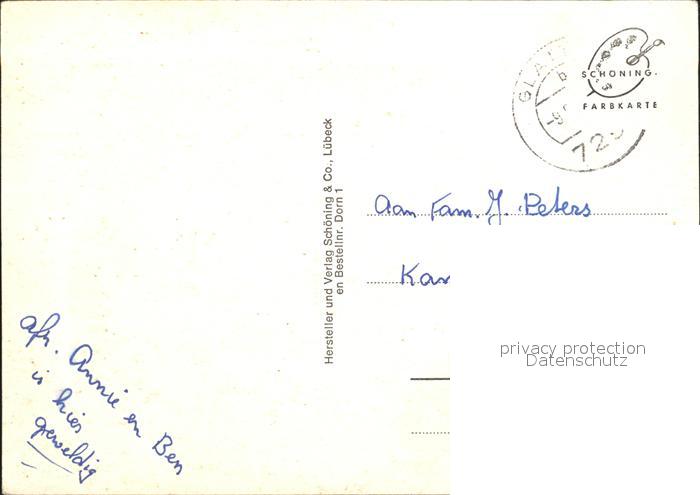 SCHÖNING.
FARBKARTE
Hersteller und Verlag Schöning & Co., Lübeck
en Bestellnr. Dorn 1
Aan Fam. J. Peters
privacy protection
Datenschutz
afz. Annie en Ben
is hier
geweldig